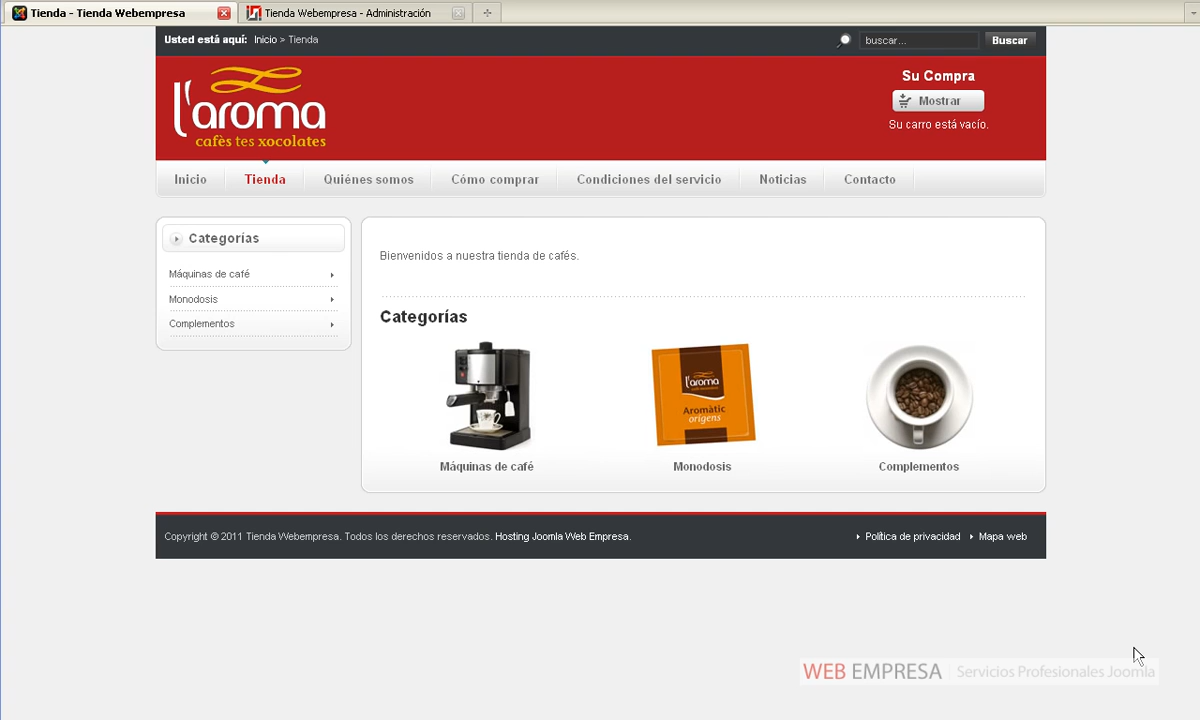 Tienda - Tienda Webempresa
Tienda Webempresa - Administración
Usted está aquí: Inicio > Tienda
buscar...
Buscar
l'aroma
cafès tes xocolates
Su Compra
Mostrar
Su carro está vacío.
Inicio
Tienda
Quiénes somos
Cómo comprar
Condiciones del servicio
Noticias
Contacto
Categorías
Máquinas de café
Monodosis
Complementos
Bienvenidos a nuestra tienda de cafés.
Categorías
l'aroma
Aromàtic
orígens
Máquinas de café
Monodosis
Complementos
Copyright © 2011 Tienda Webempresa. Todos los derechos reservados. Hosting Joomla Web Empresa.
Política de privacidad
Mapa web
WEB EMPRESA Servicios Profesionales Joomla